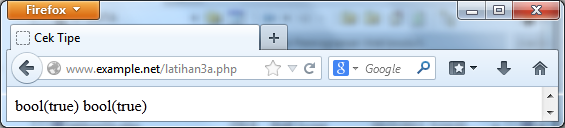 Firefox
Cek Tipe
www.example.net/latihan3a.php
Google
bool(true) bool(true)